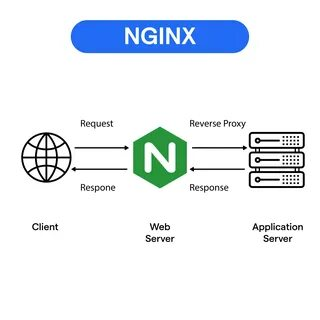 NGINX
Request
Reverse Proxy
N
Respone
Response
Client
Web
Server
Application
Server